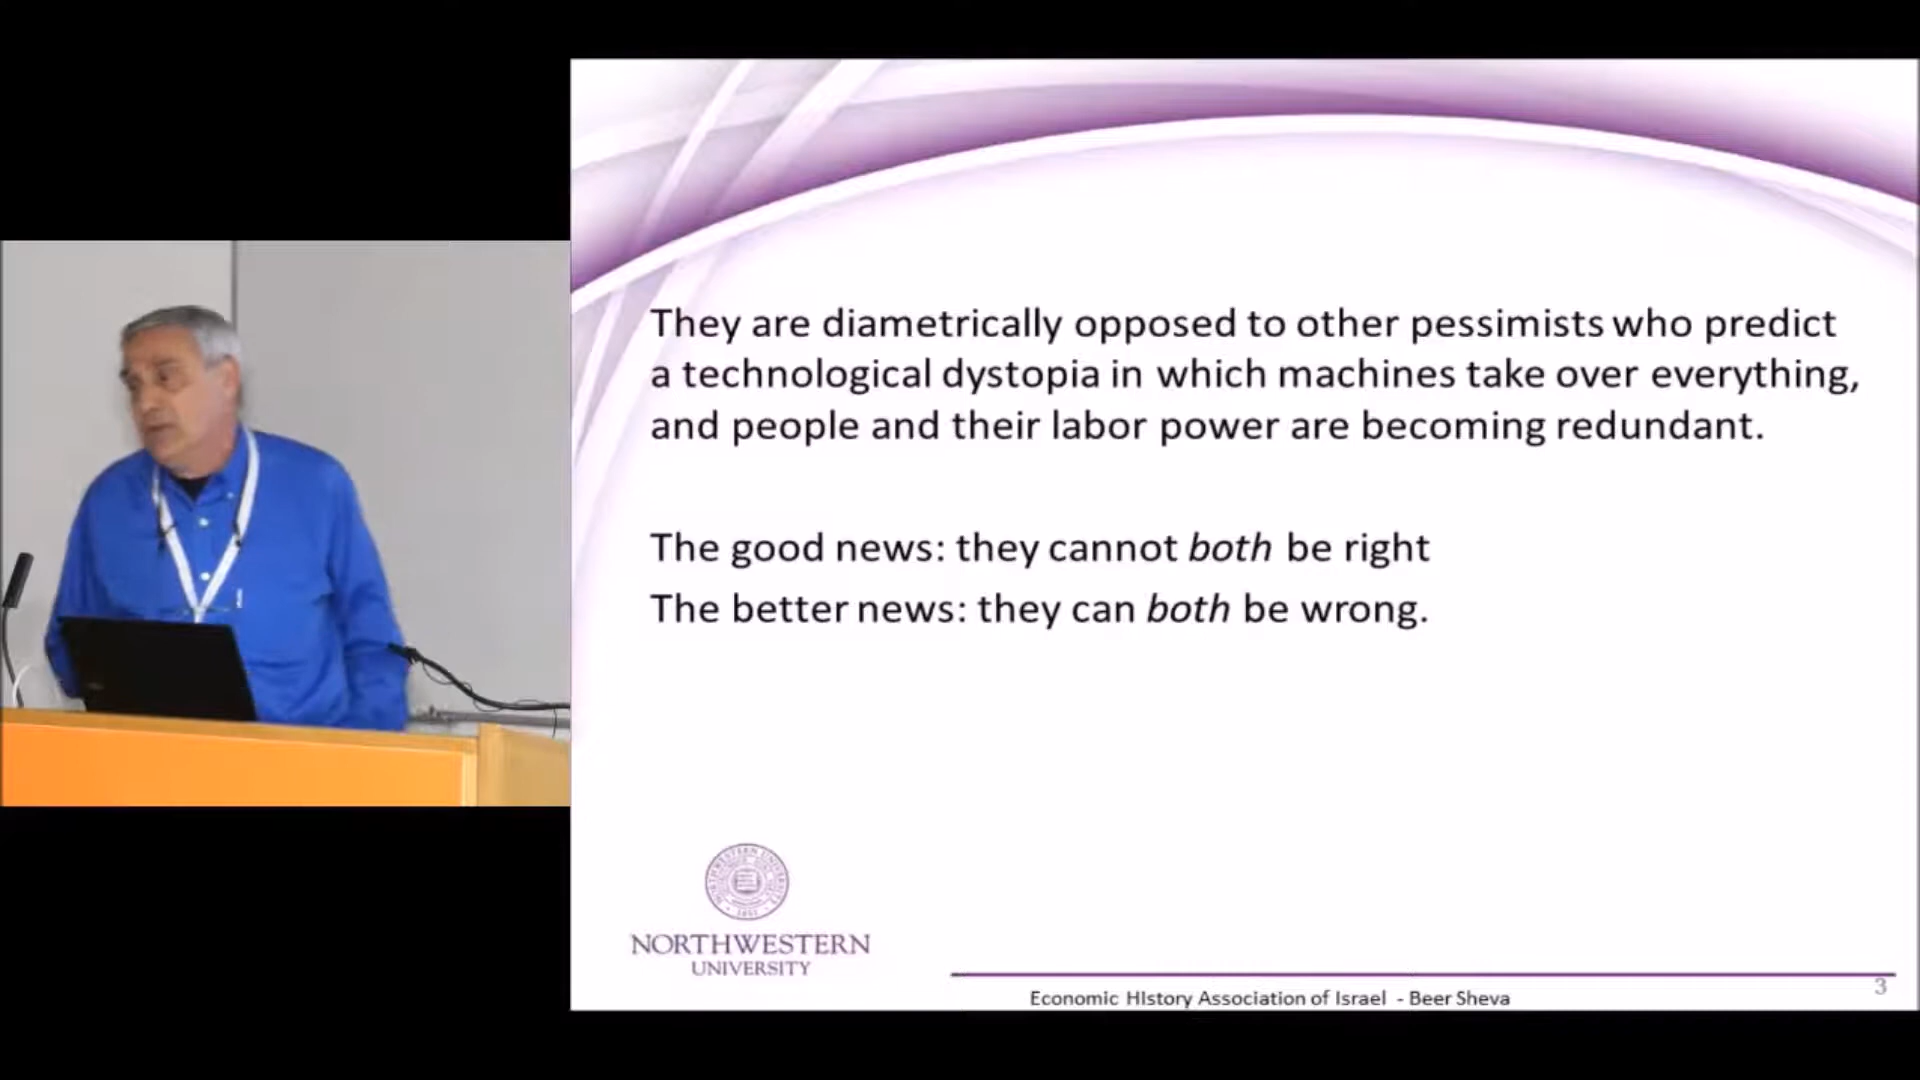 They are diametrically opposed to other pessimists who predict
a technological dystopia in which machines take over everything,
and people and their labor power are becoming redundant.
The good news: they cannot both be right
The better news: they can both be wrong.
NORTHWESTERN
UNIVERSITY
Economic HIstory Association of Israel - Beer Sheva
3